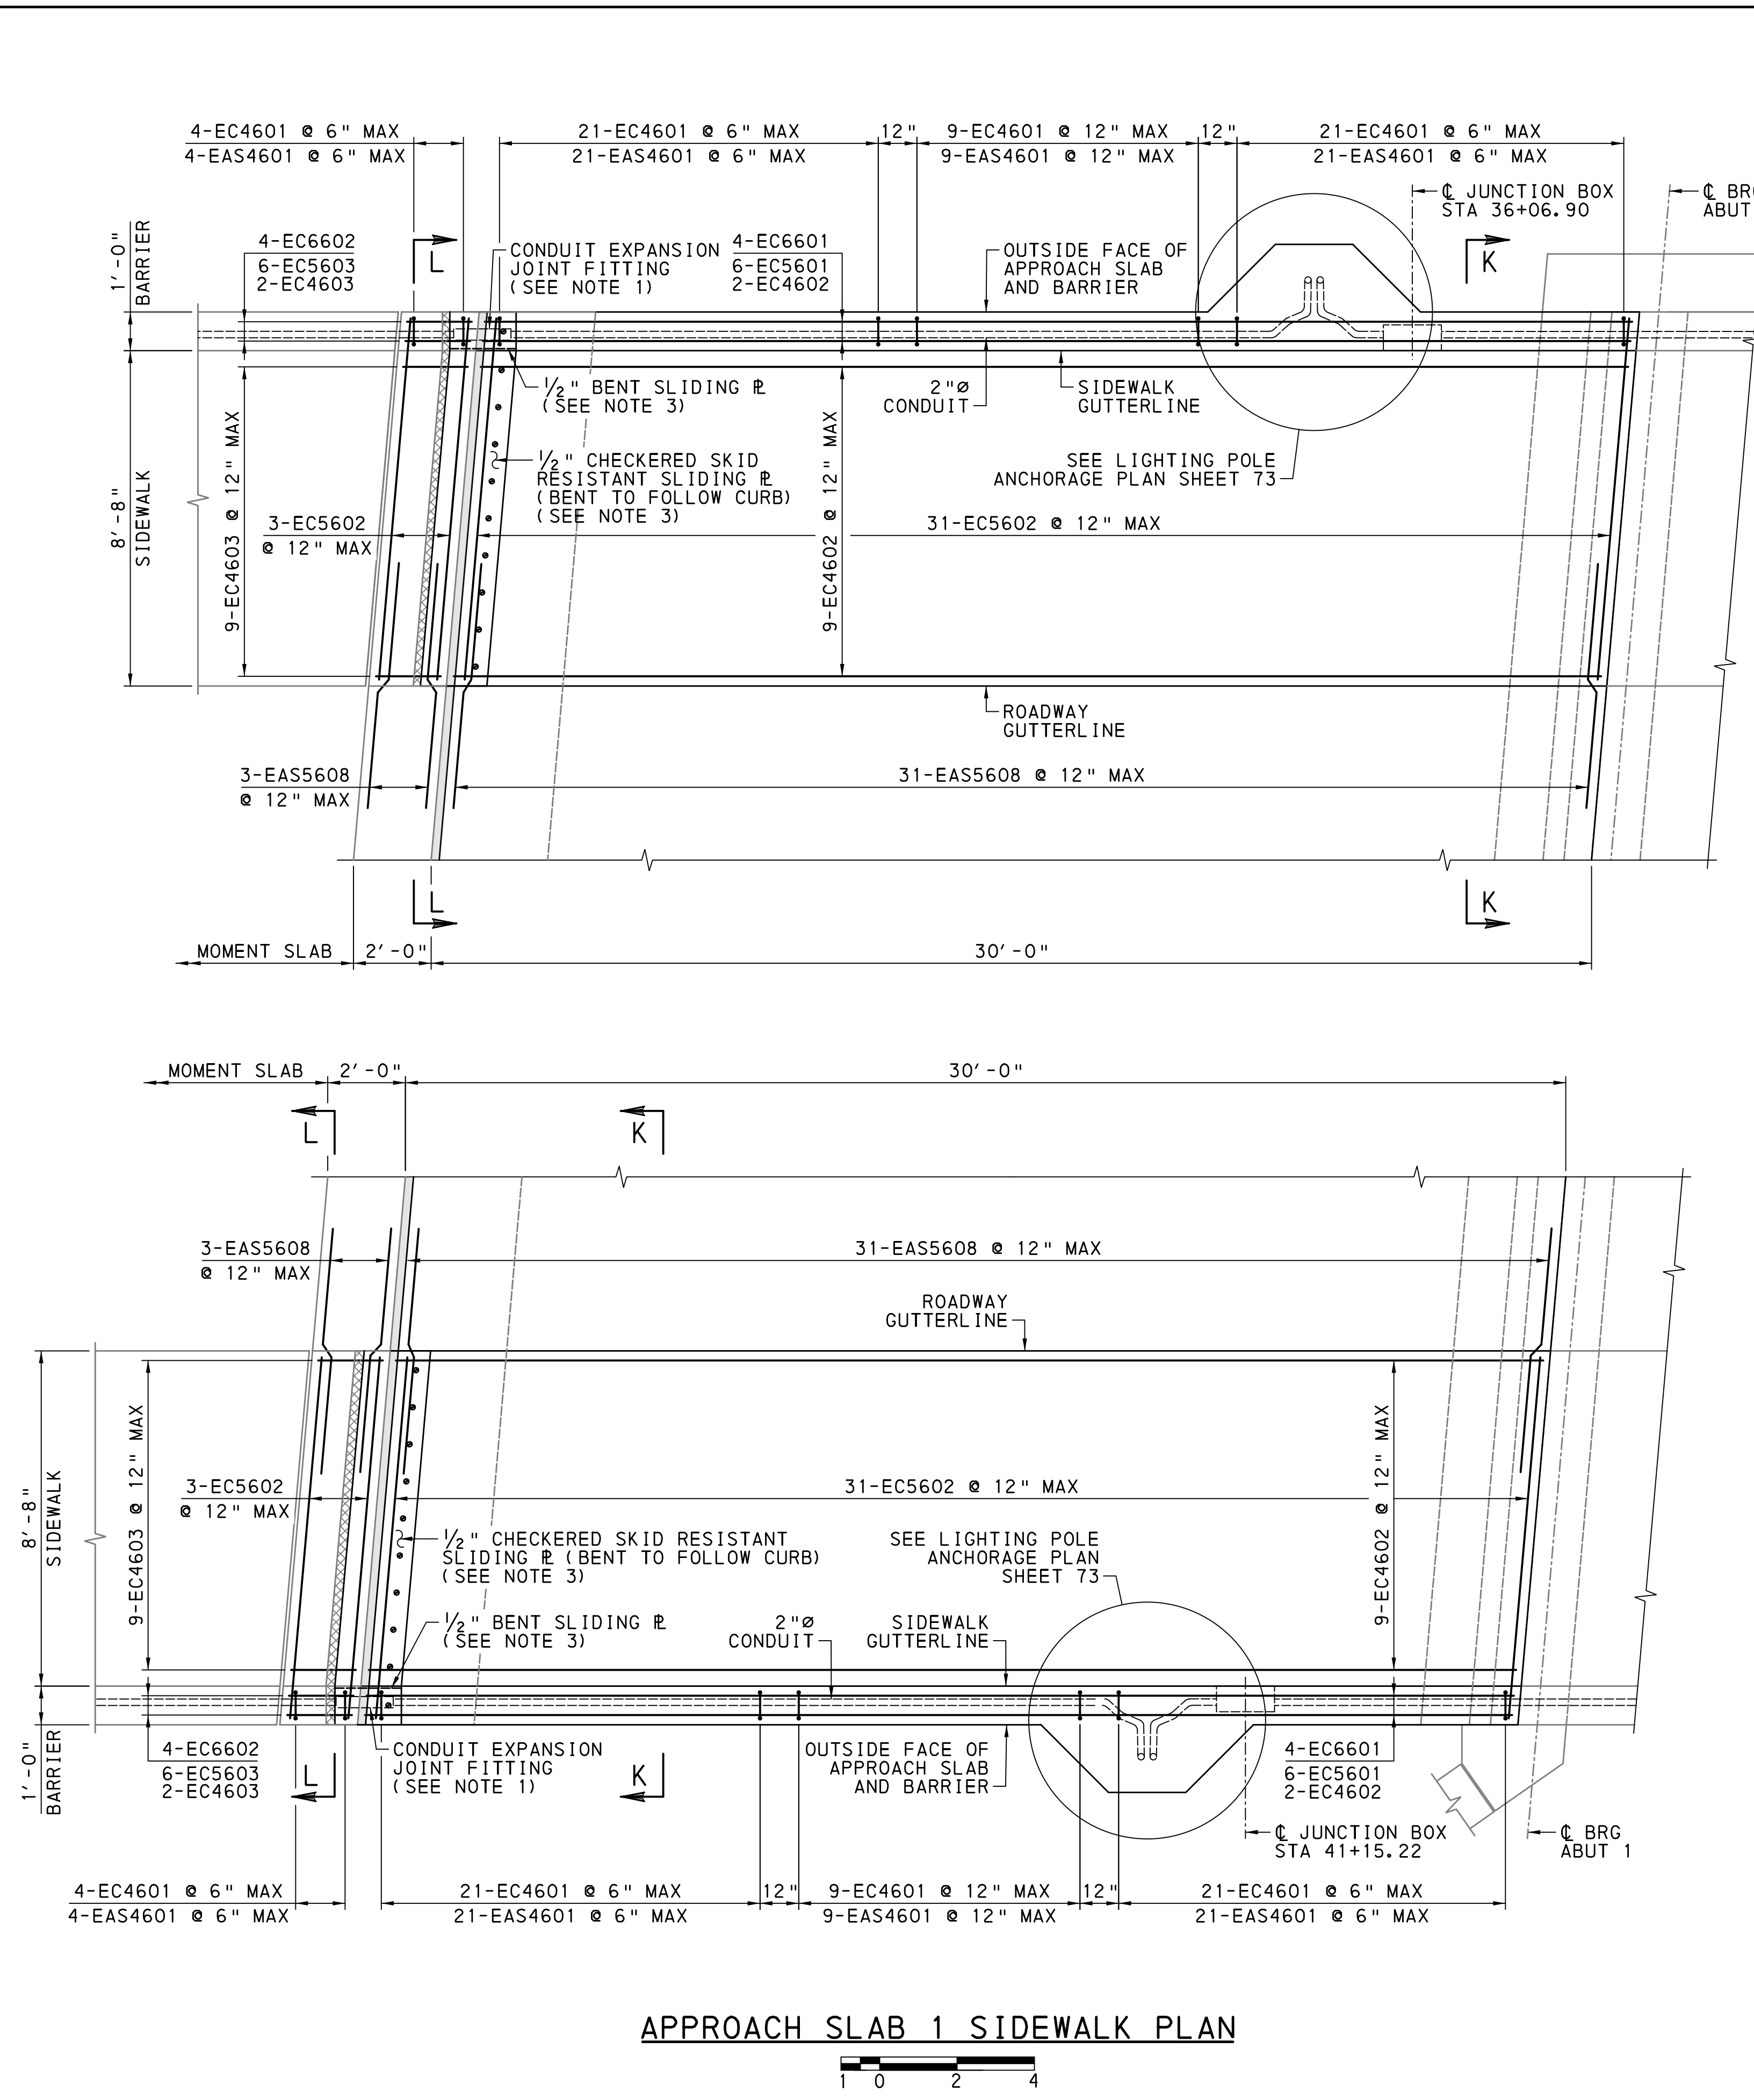 4-EC4601 @ 6" MAX
4-EAS4601 @ 6" MAX
21-EC4601 @ 6" MAX
21-EAS4601 @ 6" MAX
12"
9-EC4601 @ 12" MAX
9-EAS4601 @ 12" MAX
12"
21-EC4601 @ 6" MAX
21-EAS4601 @ 6" MAX
℄ JUNCTION BOX
STA 36+06.90
℄
ABUT
1'-0"
BARRIER
4-EC6602
6-EC5603
2-EC4603
L
CONDUIT EXPANSION
JOINT FITTING
(SEE NOTE 1)
4-EC6601
6-EC5601
2-EC4602
OUTSIDE FACE OF
APPROACH SLAB
AND BARRIER
K
8'-8"
SIDEWALK
9-EC4603 @ 12" MAX
1/2" BENT SLIDING ⅊
(SEE NOTE 3)
2"Ø
CONDUIT
SIDEWALK
GUTTERLINE
1/2" CHECKERED SKID
RESISTANT SLIDING ⅊
(BENT TO FOLLOW CURB)
(SEE NOTE 3)
9-EC4602 @ 12" MAX
SEE LIGHTING POLE
ANCHORAGE PLAN SHEET 73
3-EC5602
@ 12" MAX
31-EC5602 @ 12" MAX
ROADWAY
GUTTERLINE
3-EAS5608
@ 12" MAX
31-EAS5608 @ 12" MAX
L
K
MOMENT SLAB
2'-0"
30'-0"
MOMENT SLAB
2'-0"
30'-0"
L
K
3-EAS5608
@ 12" MAX
31-EAS5608 @ 12" MAX
ROADWAY
GUTTERLINE
8'-8"
SIDEWALK
9-EC4603 @ 12" MAX
3-EC5602
@ 12" MAX
31-EC5602 @ 12" MAX
9-EC4602 @ 12" MAX
1/2" CHECKERED SKID RESISTANT
SLIDING ⅊ (BENT TO FOLLOW CURB)
(SEE NOTE 3)
SEE LIGHTING POLE
ANCHORAGE PLAN
SHEET 73
1/2" BENT SLIDING ⅊
(SEE NOTE 3)
2"Ø
CONDUIT
SIDEWALK
GUTTERLINE
1'-0"
BARRIER
4-EC6602
6-EC5603
2-EC4603
L
CONDUIT EXPANSION
JOINT FITTING
(SEE NOTE 1)
K
OUTSIDE FACE OF
APPROACH SLAB
AND BARRIER
4-EC6601
6-EC5601
2-EC4602
℄ JUNCTION BOX
STA 41+15.22
℄ BRG
ABUT 1
4-EC4601 @ 6" MAX
4-EAS4601 @ 6" MAX
21-EC4601 @ 6" MAX
21-EAS4601 @ 6" MAX
12"
9-EC4601 @ 12" MAX
9-EAS4601 @ 12" MAX
12"
21-EC4601 @ 6" MAX
21-EAS4601 @ 6" MAX
APPROACH SLAB 1 SIDEWALK PLAN
1 0 2 4